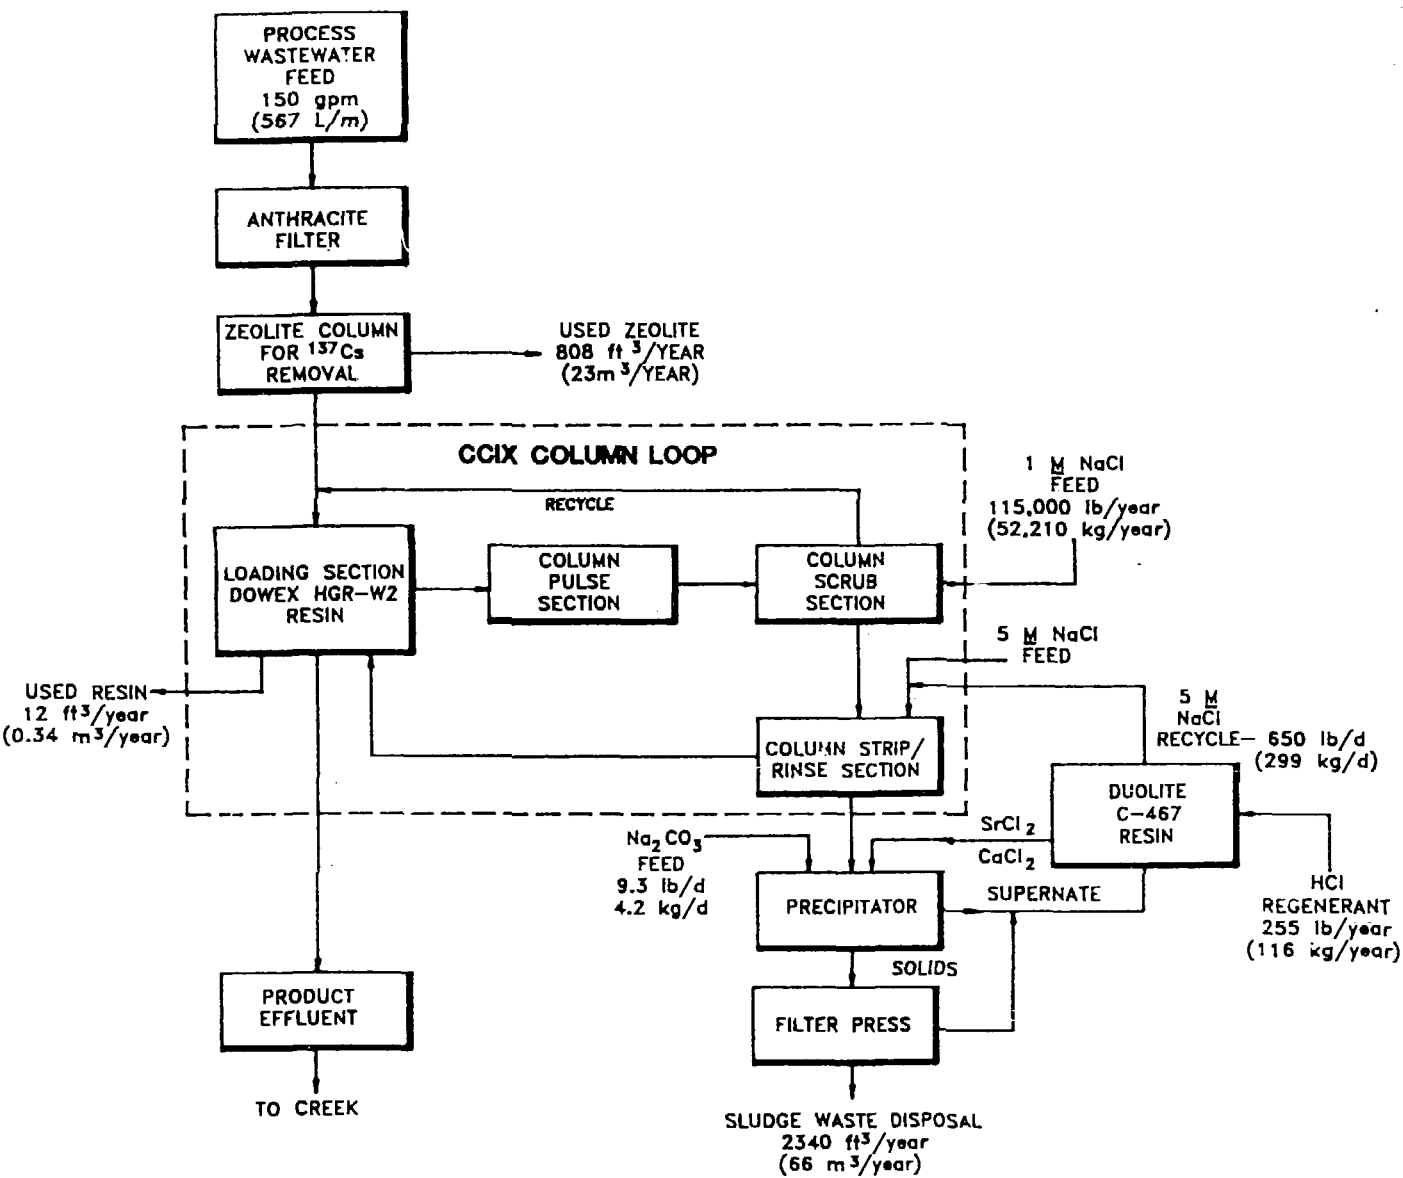 PROCESS
WASTEWATER
FEED
150 gpm
(567 L/m)
ANTHRACITE
FILTER
ZEOLITE COLUMN
FOR ¹³⁷Cs
REMOVAL
USED ZEOLITE
808 ft³/YEAR
(23m³/YEAR)
CCIX COLUMN LOOP
RECYCLE
1 M NaCl
FEED
115,000 lb/year
(52,210 kg/year)
LOADING SECTION
DOWEX HGR-W2
RESIN
COLUMN
PULSE
SECTION
COLUMN
SCRUB
SECTION
5 M NaCl
FEED
USED RESIN
12 ft³/year
(0.34 m³/year)
5 M
NaCl
RECYCLE- 650 lb/d
(299 kg/d)
COLUMN STRIP/
RINSE SECTION
DUOLITE
C-467
RESIN
Na₂CO₃
FEED
9.3 lb/d
4.2 kg/d
SrCl₂
CaCl₂
HCl
REGENERANT
255 lb/year
(116 kg/year)
PRECIPITATOR
SUPERNATE
SOLIDS
PRODUCT
EFFLUENT
FILTER PRESS
TO CREEK
SLUDGE WASTE DISPOSAL
2340 ft³/year
(66 m³/year)